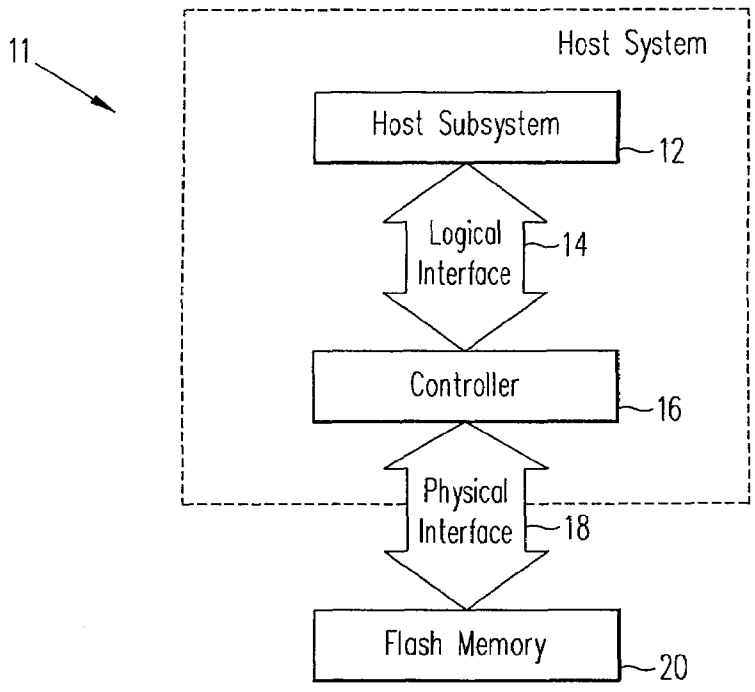 11
Host System
Host Subsystem
12
Logical
Interface
14
Controller
16
Physical
Interface
18
Flash Memory
20